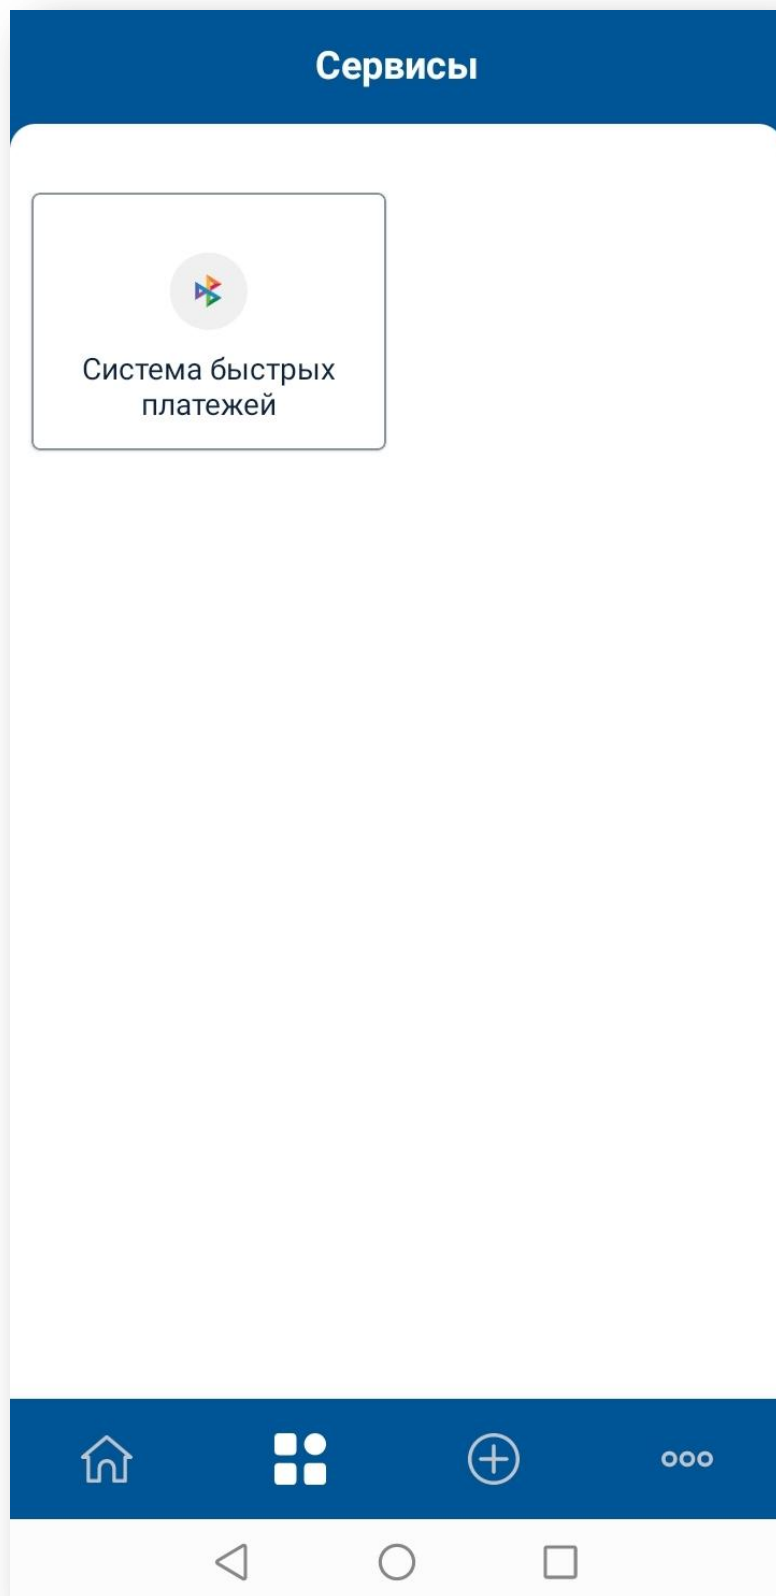 Сервисы
Система быстрых
платежей